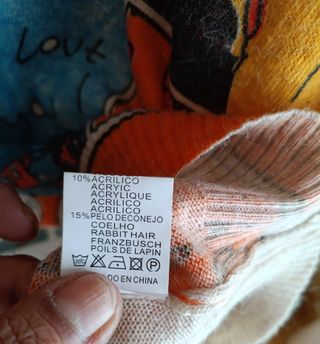 Love
10%ACRILICO
ACRYIC
ACRYLIQUE
ACRILICO
ACRILICO
15%PELO DECONEJO
COELHO
RABBIT HAIR
FRANZBUSCH
POILS DE LAPIN
DO EN CHINA